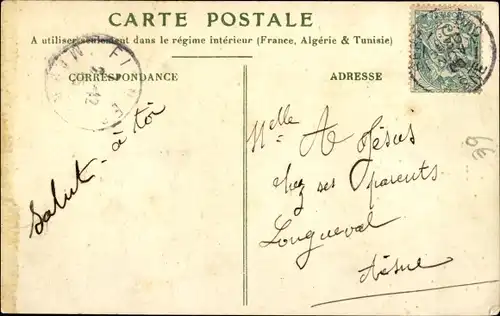 CARTE POSTALE
A utiliser seulement dans le régime intérieur (France, Algérie & Tunisie)
CORRESPONDANCE
ADRESSE
Salut à toi
Melle A
chez ses parents
Longueval
Aisne
39